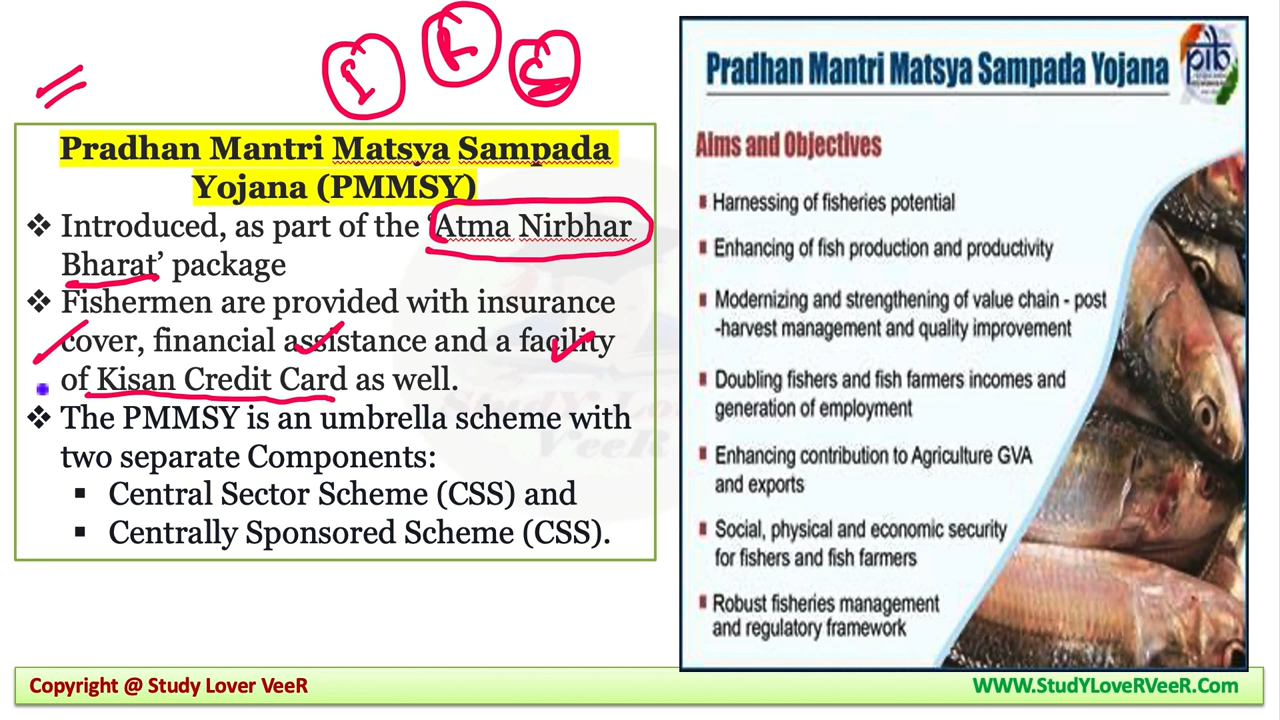 Pradhan Mantri Matsya Sampada
Yojana (PMMSY)
❖ Introduced, as part of the ‘Atma Nirbhar
Bharat’ package
❖ Fishermen are provided with insurance
cover, financial assistance and a facility
of Kisan Credit Card as well.
❖ The PMMSY is an umbrella scheme with
two separate Components:
▪ Central Sector Scheme (CSS) and
▪ Centrally Sponsored Scheme (CSS).
Pradhan Mantri Matsya Sampada Yojana
pib
Aims and Objectives
Harnessing of fisheries potential
Enhancing of fish production and productivity
Modernizing and strengthening of value chain - post
-harvest management and quality improvement
Doubling fishers and fish farmers incomes and
generation of employment
Enhancing contribution to Agriculture GVA
and exports
Social, physical and economic security
for fishers and fish farmers
Robust fisheries management
and regulatory framework
Copyright @ Study Lover VeeR
WWW.StudYLoveRVeeR.Com